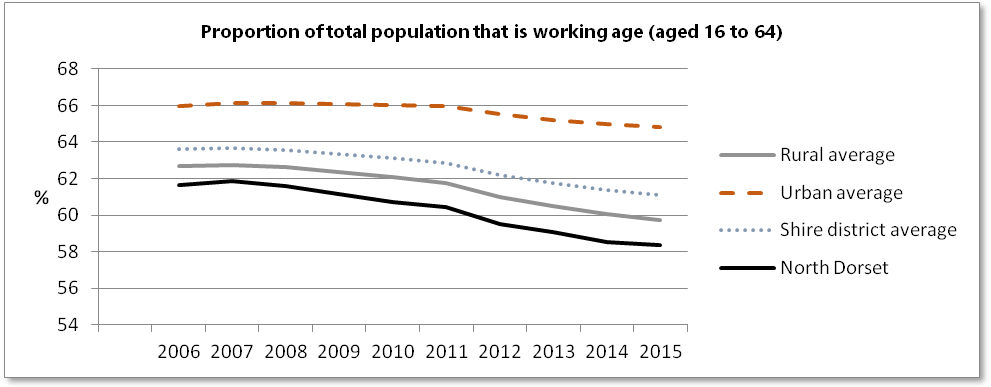 Proportion of total population that is working age (aged 16 to 64)
68
66
64
62
60
58
56
54
%
2006 2007 2008 2009 2010 2011 2012 2013 2014 2015
Rural average
Urban average
Shire district average
North Dorset